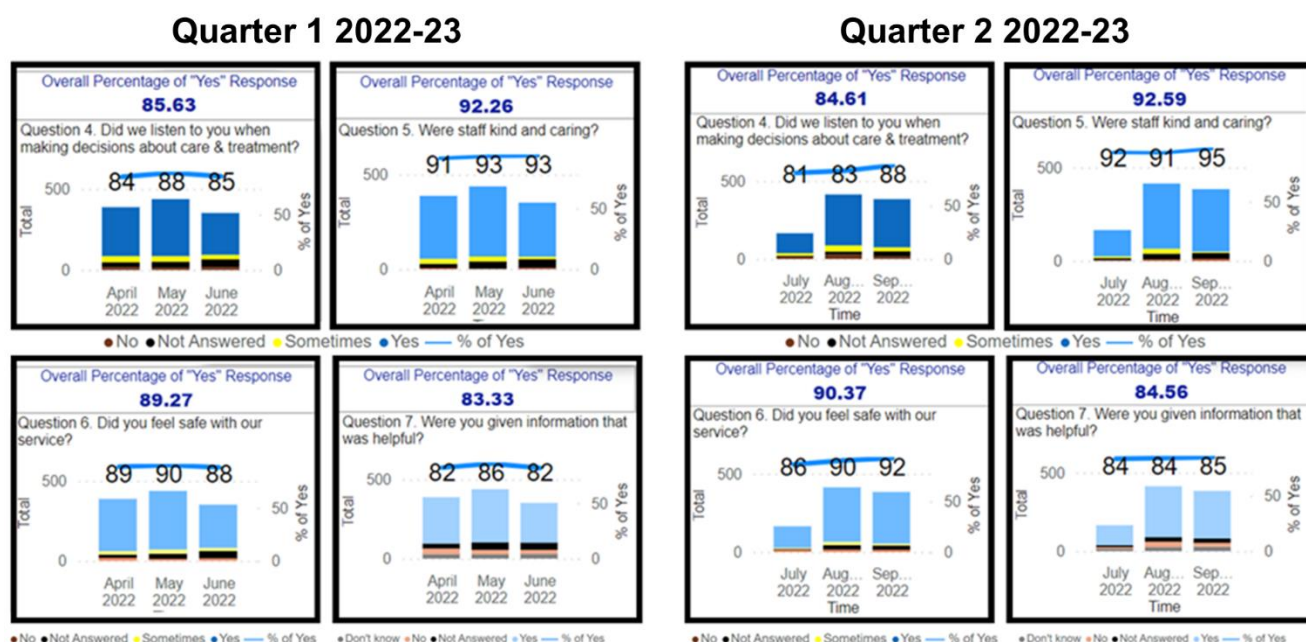 Quarter 1 2022-23
Overall Percentage of "Yes" Response
85.63
Question 4. Did we listen to you when
making decisions about care & treatment?
84 88 85
500
50
0 0
Total
% of Yes
April May June
2022 2022 2022
Overall Percentage of "Yes" Response
92.26
Question 5. Were staff kind and caring?
91 93 93
500
50
0 0
Total
% of Yes
April May June
2022 2022 2022
No Not Answered Sometimes Yes % of Yes
Overall Percentage of "Yes" Response
89.27
Question 6. Did you feel safe with our
service?
89 90 88
500
50
0 0
Total
% of Yes
April May June
2022 2022 2022
No Not Answered Sometimes Yes % of Yes
Overall Percentage of "Yes" Response
83.33
Question 7. Were you given information that
was helpful?
82 86 82
500
50
0 0
Total
% of Yes
April May June
2022 2022 2022
Don't know No Not Answered Yes % of Yes
Quarter 2 2022-23
Overall Percentage of "Yes" Response
84.61
Question 4. Did we listen to you when
making decisions about care & treatment?
81 83 88
500
50
0 0
Total
% of Yes
July Aug... Sep...
2022 2022 2022
Time
Overall Percentage of "Yes" Response
92.59
Question 5. Were staff kind and caring?
92 91 95
500
50
0 0
Total
% of Yes
July Aug... Sep...
2022 2022 2022
Time
No Not Answered Sometimes Yes % of Yes
Overall Percentage of "Yes" Response
90.37
Question 6. Did you feel safe with our
service?
86 90 92
500
50
0 0
Total
% of Yes
July Aug... Sep...
2022 2022 2022
Time
No Not Answered Sometimes Yes % of Yes
Overall Percentage of "Yes" Response
84.56
Question 7. Were you given information that
was helpful?
84 84 85
500
50
0 0
Total
% of Yes
July Aug... Sep...
2022 2022 2022
Time
Don't know No Not Answered Yes % of Yes